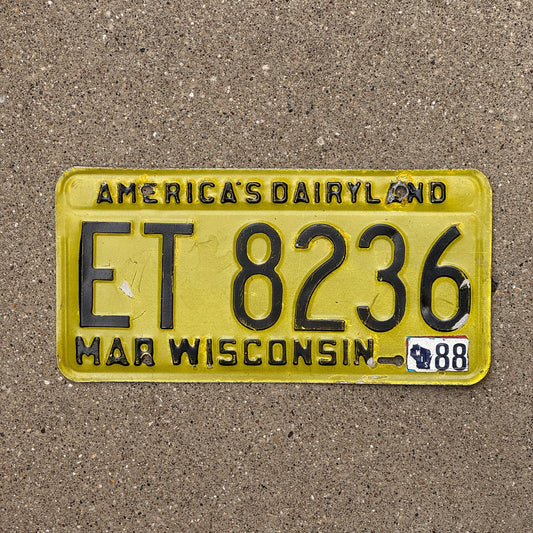 AMERICA'S DAIRYLAND
ET 8236
MAR WISCONSIN 88